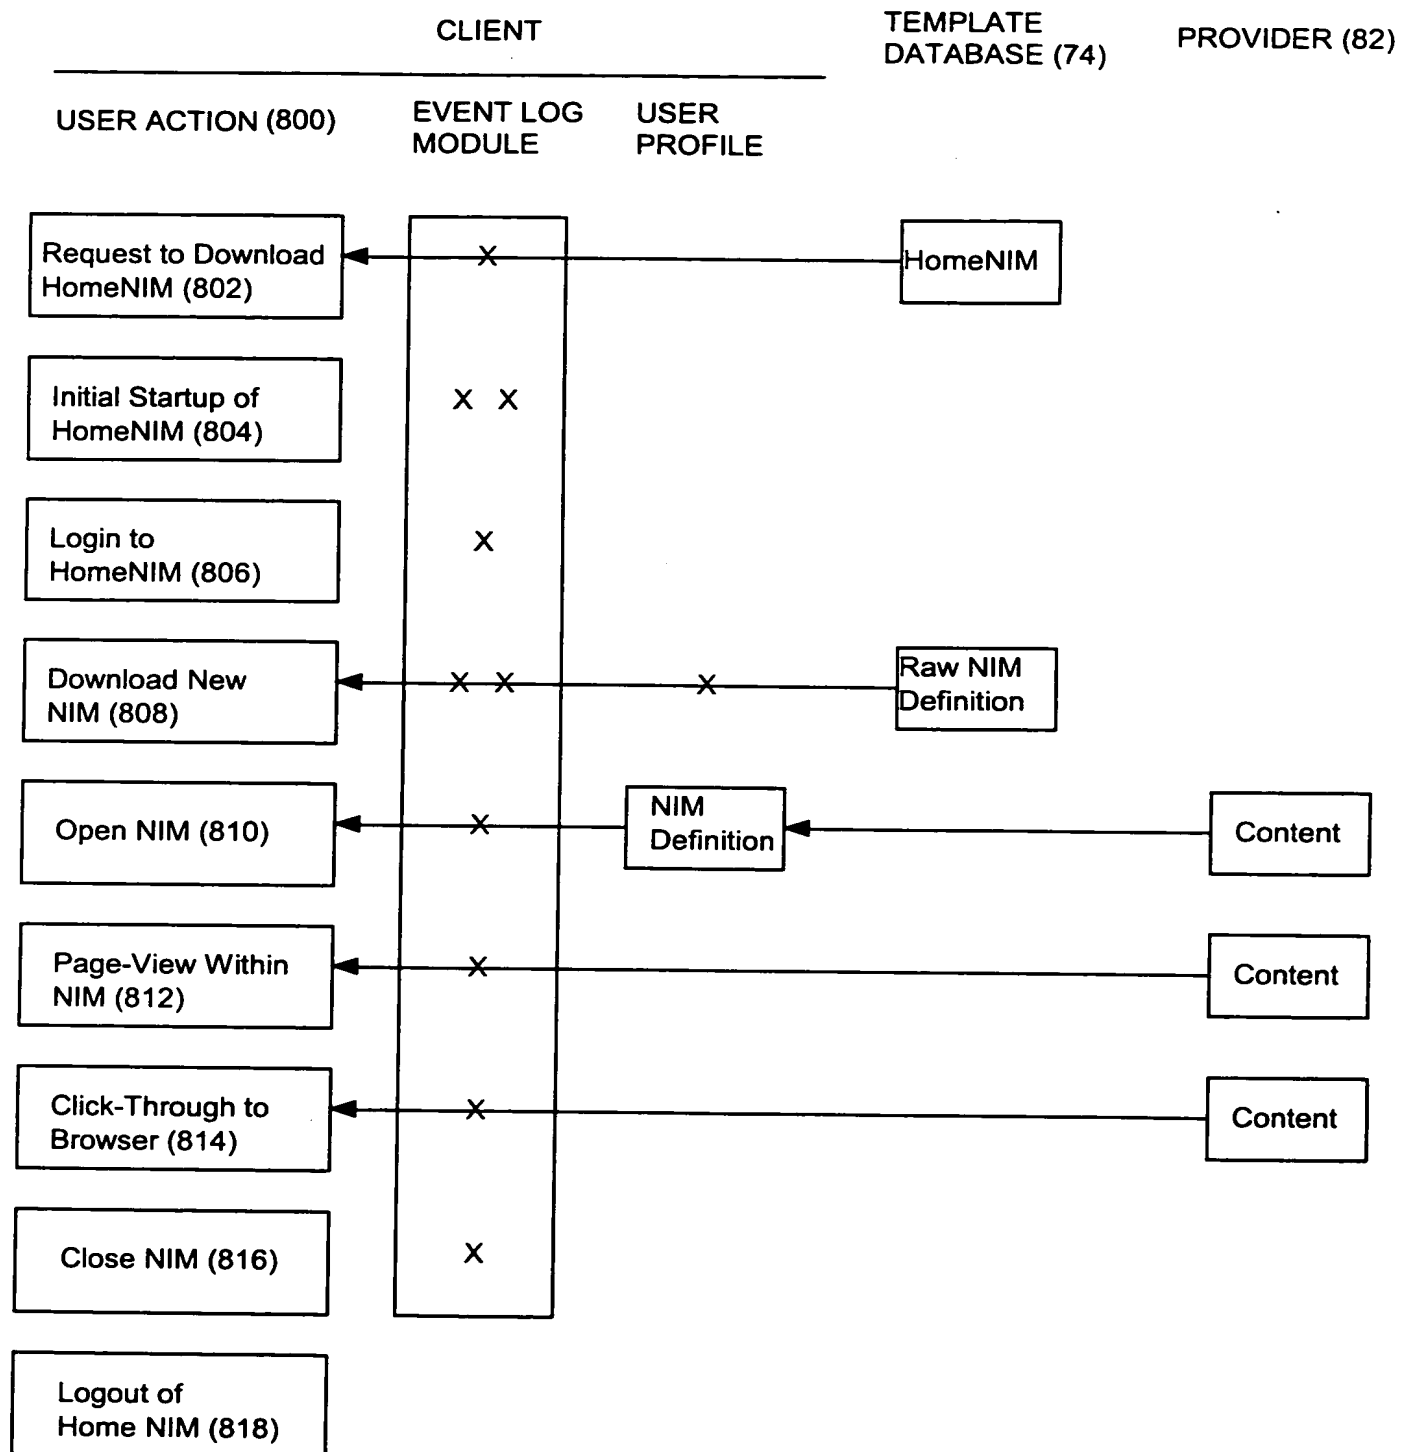 CLIENT
TEMPLATE
DATABASE (74)
PROVIDER (82)
USER ACTION (800)
EVENT LOG
MODULE
USER
PROFILE
Request to Download
HomeNIM (802)
X
HomeNIM
Initial Startup of
HomeNIM (804)
X X
Login to
HomeNIM (806)
X
Download New
NIM (808)
X X
X
Raw NIM
Definition
Open NIM (810)
X
NIM
Definition
Content
Page-View Within
NIM (812)
X
Content
Click-Through to
Browser (814)
X
Content
Close NIM (816)
X
Logout of
Home NIM (818)